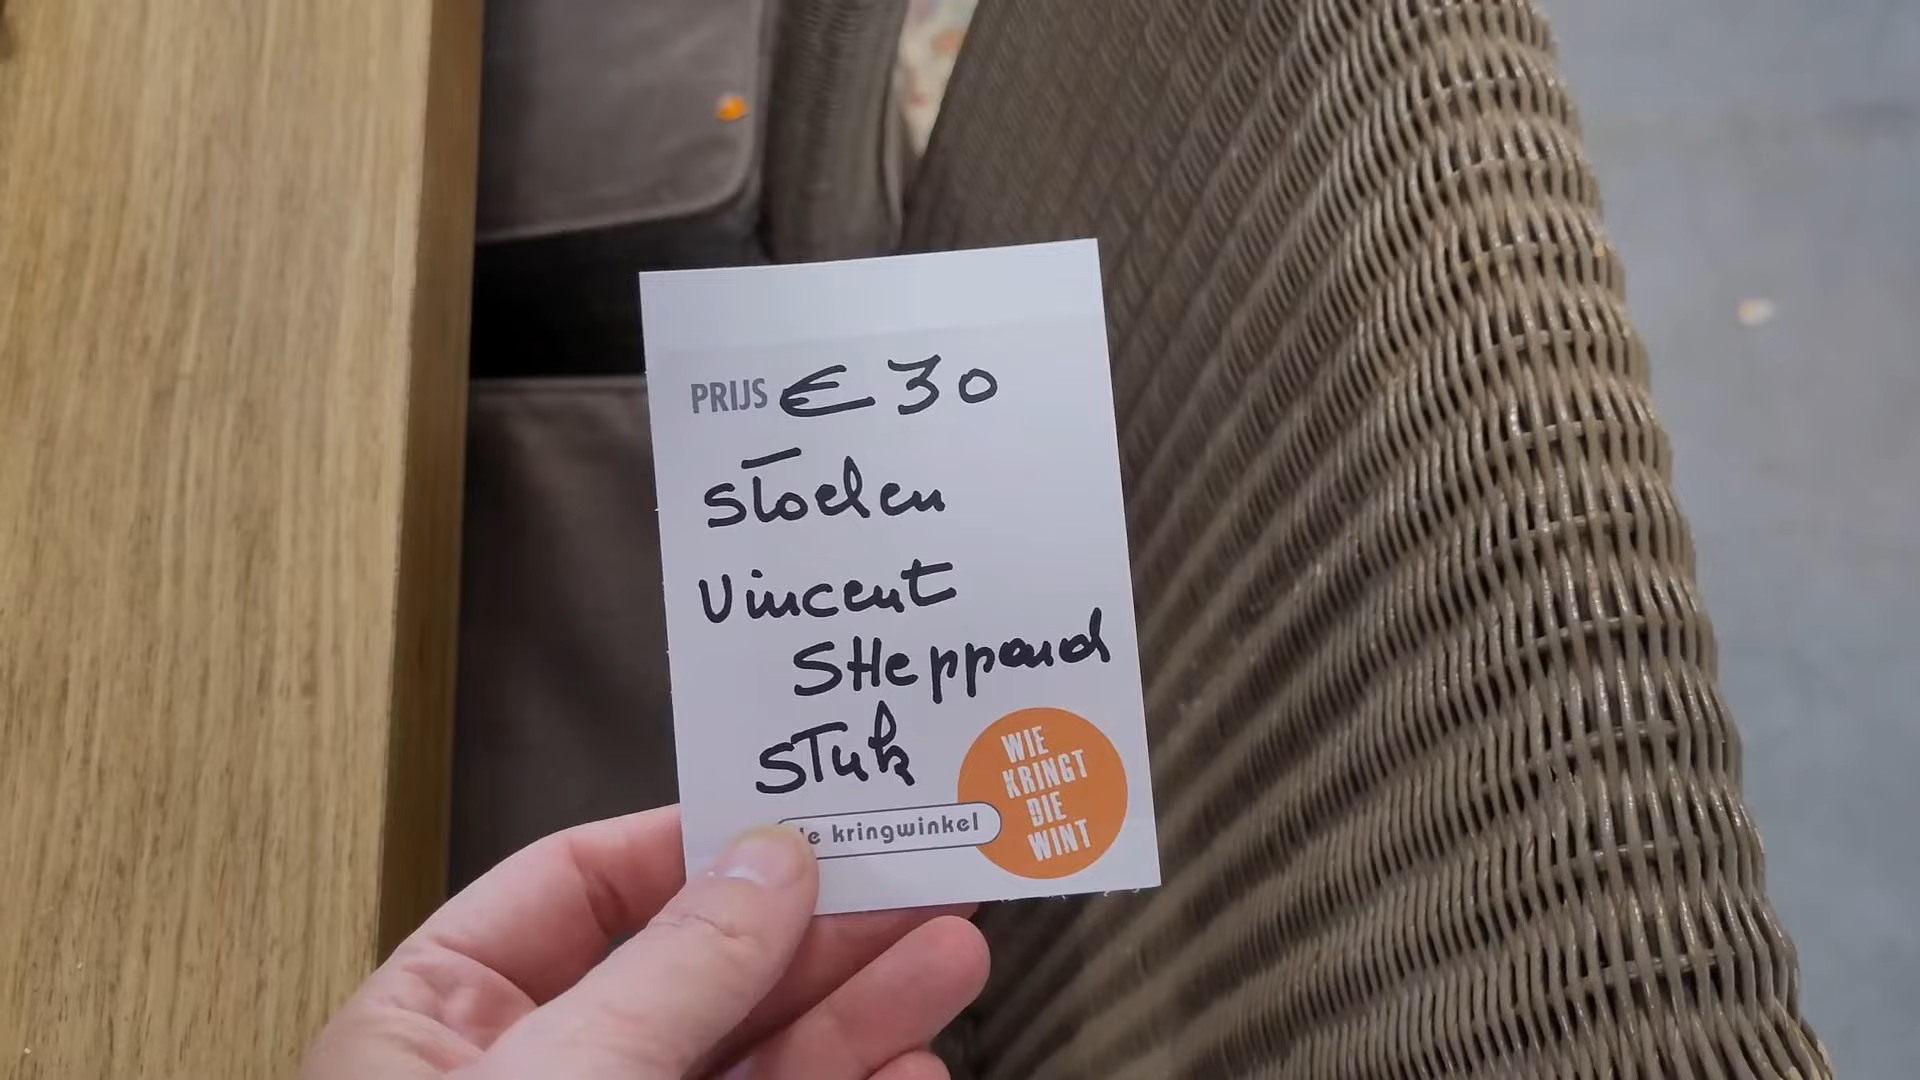 PRIJS € 30
stoelen
Vincent
SHeppard
stuk
de kringwinkel
WIE
KRINGT
DIE
WINT